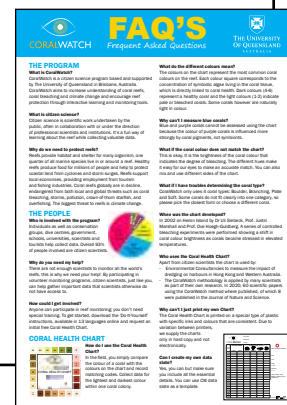 CORALWATCH
FAQ'S
Frequent Asked Questions
THE UNIVERSITY
OF QUEENSLAND
AUSTRALIA
THE PROGRAM
What is CoralWatch?
CoralWatch is a citizen science program based and supported
by The University of Queensland in Brisbane, Australia.
CoralWatch aims to increase understanding of coral reefs,
coral bleaching and climate change and encourage reef
protection through interactive learning and monitoring tools.
What is citizen science?
Citizen science is scientific work undertaken by the
public, often in collaboration with or under the direction
of professional scientists and institutions. It's a full way of
learning about the reef while collecting valuable data.
Why do we need to protect reefs?
Reefs provide habitat and shelter for many organisms, one
quarter of all marine species live in or around a reef. Healthy
reefs produce food for millions of people and help to protect
coastal land from cyclones and storm surges. Reefs support
local economies, providing employment from tourism
and fishing industries. Coral reefs globally are in decline,
endangered from both local and global threats such as coral
bleaching, storms, pollution, crown-of-thorn starfish, and
overfishing. The biggest threat to reefs is climate change.
THE PEOPLE
Who is involved with the program?
Individuals as well as conservation
groups, dive centres, government,
schools, universities, scientists and
tourists help collect data. Overall 93%
of people involved are citizen scientists.
Why do you need my help?
There are not enough scientists to monitor all the world's
reefs, this is why we need your help! By participating in
volunteer monitoring programs, citizen scientists, just like you,
can help gather important data that scientists otherwise do
not have access to.
How could I get involved?
Anyone can participate in reef monitoring; you don't need
special training. To get started, download the 'Do-it-Yourself'
instructions, available in 12 languages online and request an
initial free Coral Health Chart.
CORAL HEALTH CHART
How do I use the Coral Health
Chart?
In the field, you simply compare
the colour of a coral with the
colours on the chart and record
matching codes. Collect data for
the lightest and darkest colour
within one coral colony.
What do the different colours mean?
The colours on the chart represent the most common coral
colours on the reef. Each colour square corresponds to the
concentration of symbiotic algae living in the coral tissue,
which is directly linked to coral health. Dark colours (4-6)
represent a healthy coral and the light colours (1-3) indicate
pale or bleached corals. Some corals however are naturally
light in colour.
Why can't I measure blue corals?
Blue and purple corals cannot be assessed using the chart
because the colour of purple corals is influenced more
strongly by coral pigments, not symbionts.
What if the coral colour does not match the chart?
This is okay. It is the brightness of the coral colour that
indicates the degree of bleaching. The different hues make
it easy for our eyes to make an accurate match. You can also
mix and use different sides of the chart.
What if I have troubles determining the coral type?
CoralWatch only uses 4 coral types: Boulder, Branching, Plate
and Soft. Some corals do not fit clearly into one category, so
please pick the closest form or choose a different coral.
When was the chart developed?
In 2002 on Heron Island by Dr Uli Siebeck, Prof. Justin
Marshall and Prof. Ove Hoegh-Guldberg. A series of controlled
bleaching experiments were performed showing a shift in
coral colour brightness as corals became stressed in elevated
temperatures.
Who uses the Coral Health Chart?
Apart from citizen scientists the chart is used by:
Environmental Consultancies to measure the impact of
dredging on harbours in Hong Kong and Western Australia.
The CoralWatch methodology is applied by many scientists
as part of their own research. In 2020, 60 scientific papers
using the CoralWatch method where published, of which 8
were published in the Journal of Nature and Science.
Why can't I just print my own Chart?
The Coral Health Chart is printed on a special type of plastic
with specific inks and colours that are consistent. Due to
variation between printers,
we supply the charts
only in hard copy and not
electronically.
Can I create my own data
slate?
Yes, you can but make sure
you include all the essential
details. You can use OW data
slate as a template.